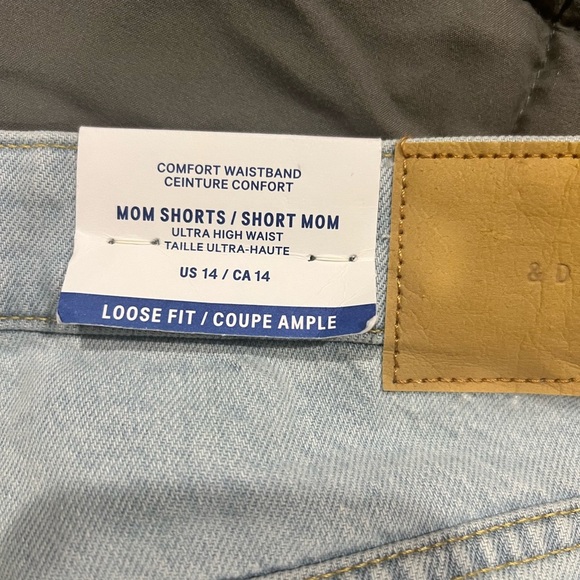 COMFORT WAISTBAND
CEINTURE CONFORT
MOM SHORTS / SHORT MOM
ULTRA HIGH WAIST
TAILLE ULTRA-HAUTE
US 14 / CA 14
LOOSE FIT / COUPE AMPLE
& D